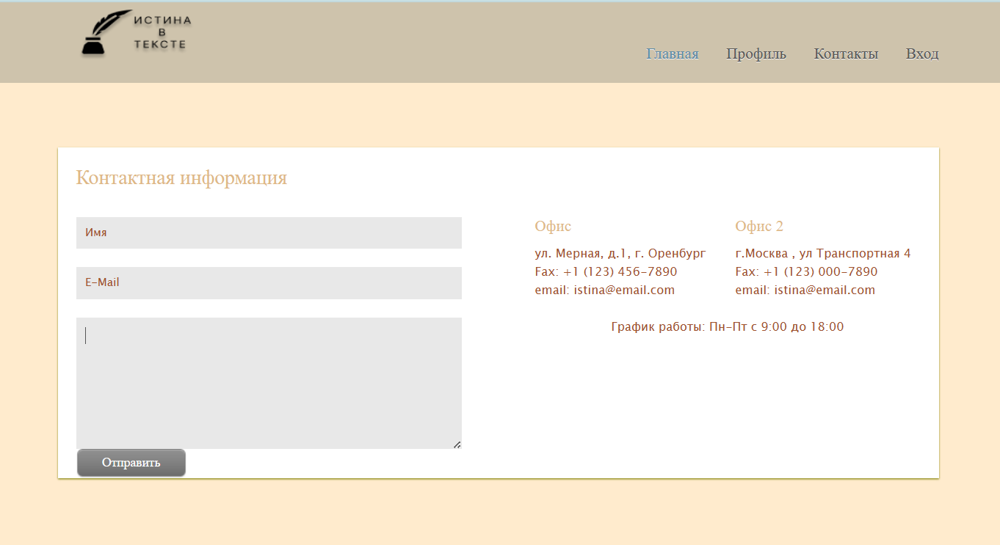 ИСТИНА
В
ТЕКСТЕ
Главная Профиль Контакты Вход
Контактная информация
Имя
E-Mail
Отправить
Офис
ул. Мерная, д.1, г. Оренбург
Fax: +1 (123) 456-7890
email: istina@email.com
Офис 2
г.Москва , ул Транспортная 4
Fax: +1 (123) 000-7890
email: istina@email.com
График работы: Пн-Пт с 9:00 до 18:00